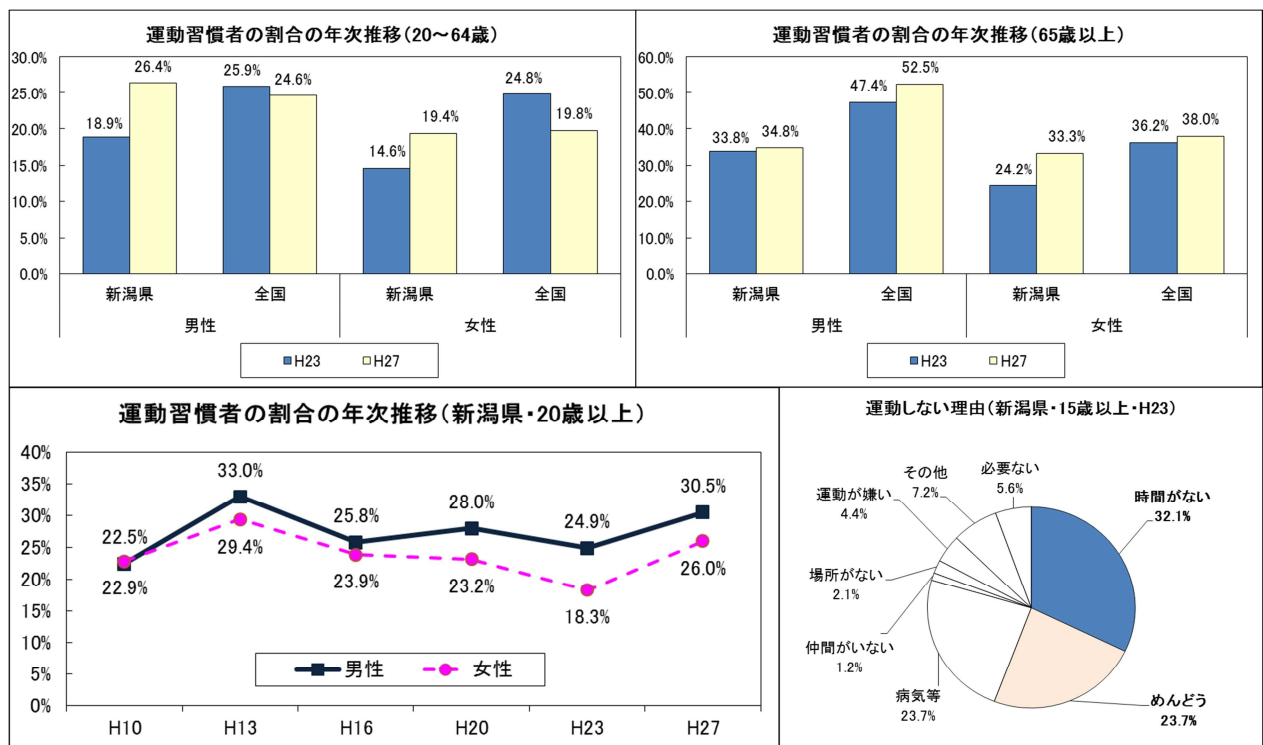 運動習慣者の割合の年次推移(20~64歳)
30.0%
25.0%
20.0%
15.0%
10.0%
5.0%
0.0%
18.9%
26.4%
25.9%
24.6%
14.6%
19.4%
24.8%
19.8%
新潟県
全国
新潟県
全国
男性
女性
H23
H27
運動習慣者の割合の年次推移(65歳以上)
60.0%
50.0%
40.0%
30.0%
20.0%
10.0%
0.0%
33.8%
34.8%
47.4%
52.5%
24.2%
33.3%
36.2%
38.0%
新潟県
全国
新潟県
全国
男性
女性
H23
H27
運動習慣者の割合の年次推移(新潟県・20歳以上)
40%
35%
30%
25%
20%
15%
10%
5%
0%
22.5%
33.0%
25.8%
28.0%
24.9%
30.5%
22.9%
29.4%
23.9%
23.2%
18.3%
26.0%
男性
女性
H10
H13
H16
H20
H23
H27
運動しない理由(新潟県・15歳以上・H23)
時間がない
32.1%
めんどう
23.7%
病気等
23.7%
仲間がいない
1.2%
場所がない
2.1%
運動が嫌い
4.4%
その他
7.2%
必要ない
5.6%